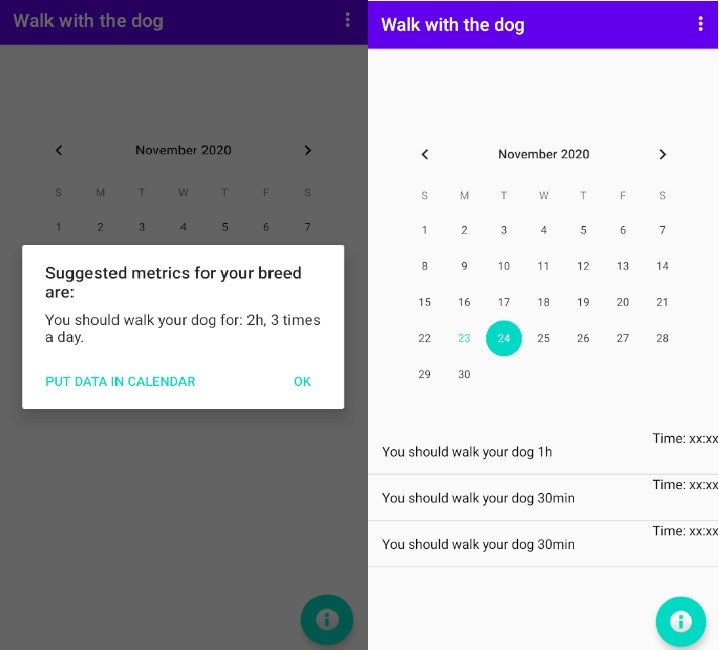 Walk with the dog
November 2020
S M T W T F S
1 2 3 4 5 6 7
Suggested metrics for your breed
are:
You should walk your dog for: 2h, 3 times
a day.
PUT DATA IN CALENDAR OK
Walk with the dog
November 2020
S M T W T F S
1 2 3 4 5 6 7
8 9 10 11 12 13 14
15 16 17 18 19 20 21
22 23 24 25 26 27 28
29 30
Time: xx:xx
You should walk your dog 1h
Time: xx:xx
You should walk your dog 30min
Time: xx:xx
You should walk your dog 30min